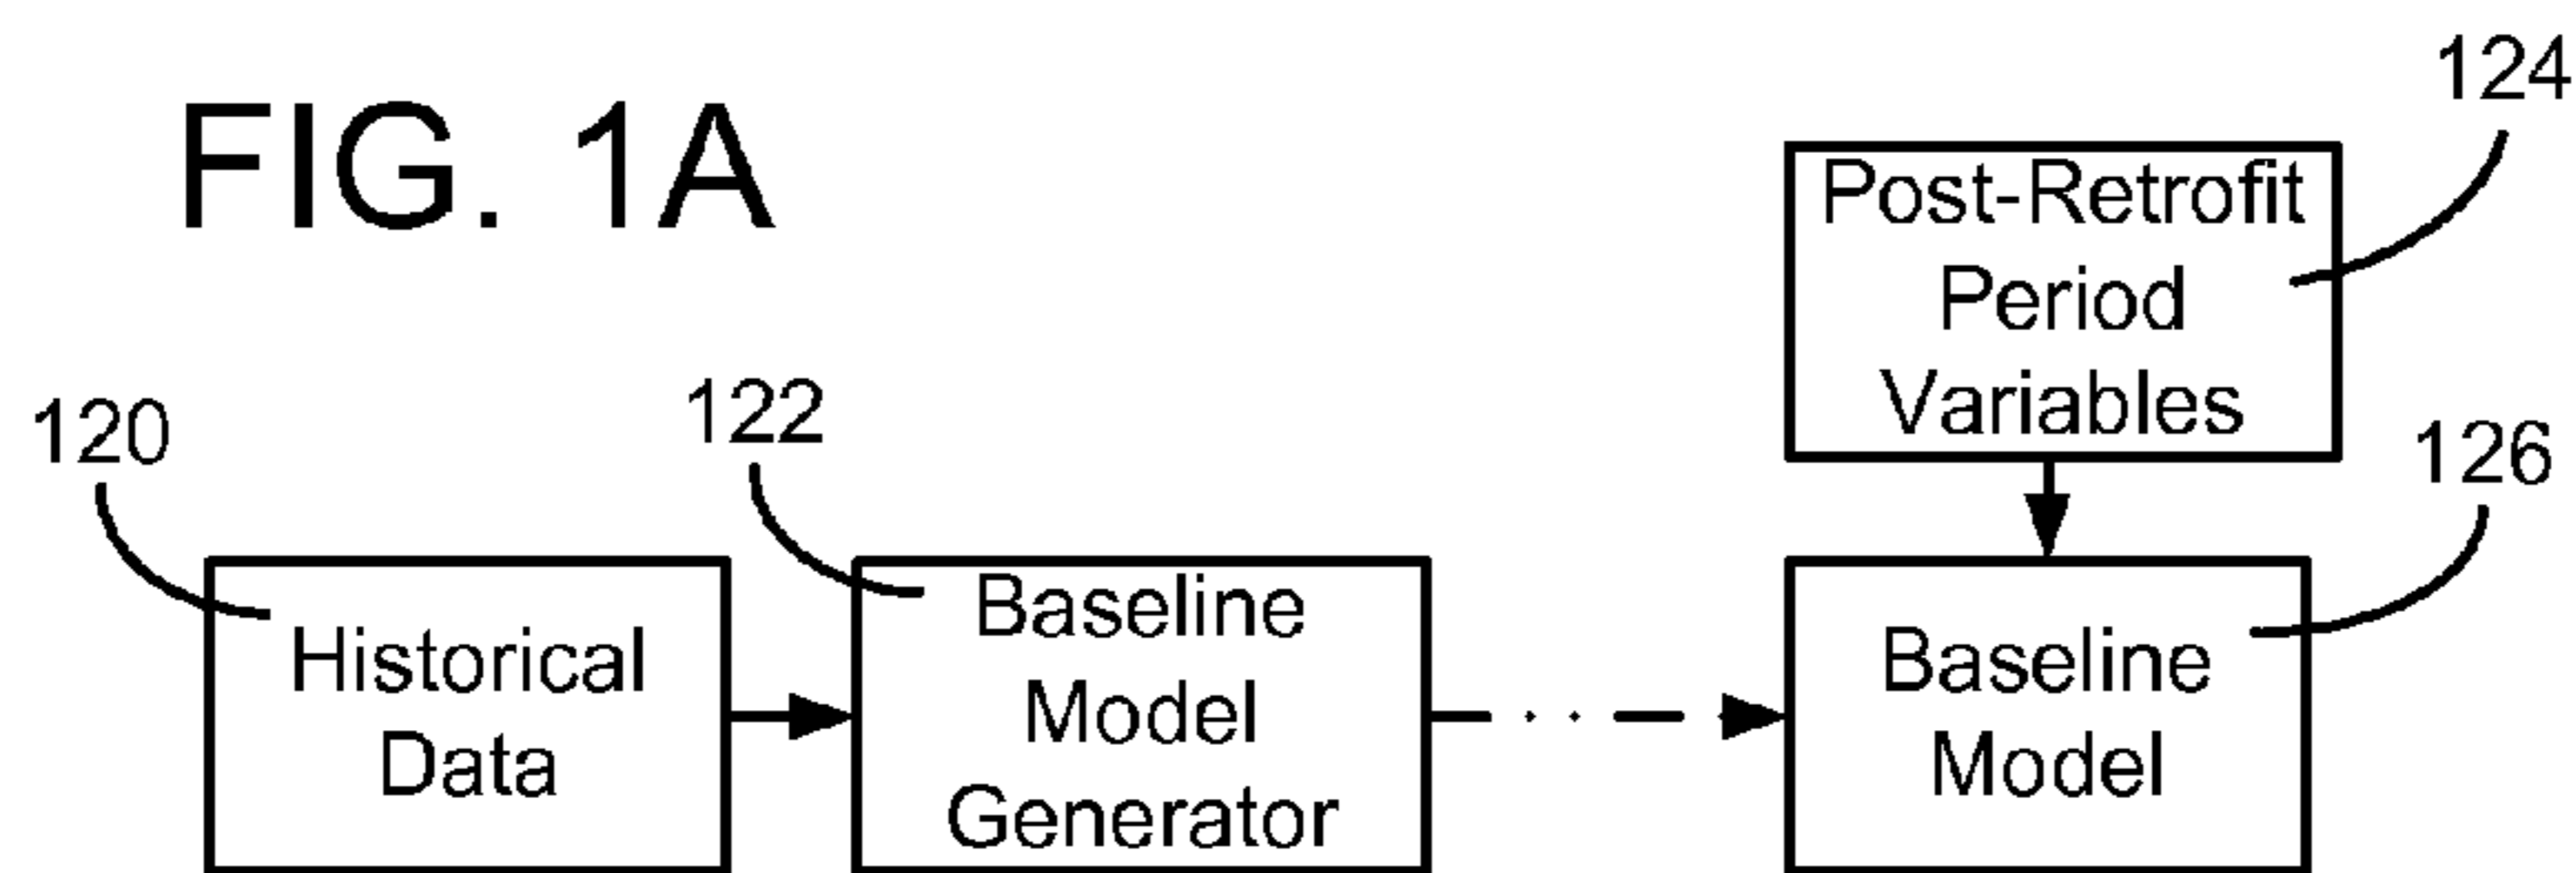 FIG. 1A
124
Post-Retrofit
Period
Variables
120
122
126
Historical
Data
Baseline
Model
Generator
Baseline
Model